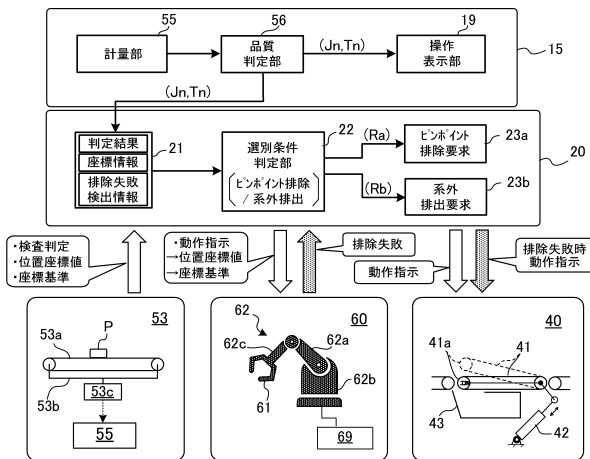 55
56
19
計量部
品質
判定部
(Jn,Tn)
操作
表示部
15
(Jn,Tn)
判定結果
座標情報
排除失敗
検出情報
21
22
選別条件
判定部
ピンポイント排除
/ 系外排出
(Ra)
(Rb)
ピンポイント
排除要求
23a
系外
排出要求
23b
20
・検査判定
・位置座標値
・座標基準
・動作指示
→位置座標値
→座標基準
排除失敗
動作指示
排除失敗時
動作指示
53
P
53a
53b
53c
55
60
62
62c
62a
62b
61
69
40
41a
41
43
42